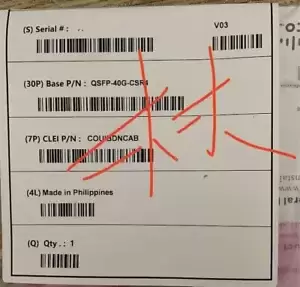 (S) Serial # : ..
V03
(30P) Base P/N : QSFP-40G-CSR4
(7P) CLEI P/N : COUIBDNCAB
(4L) Made in Philippines
(Q) Qty. : 1